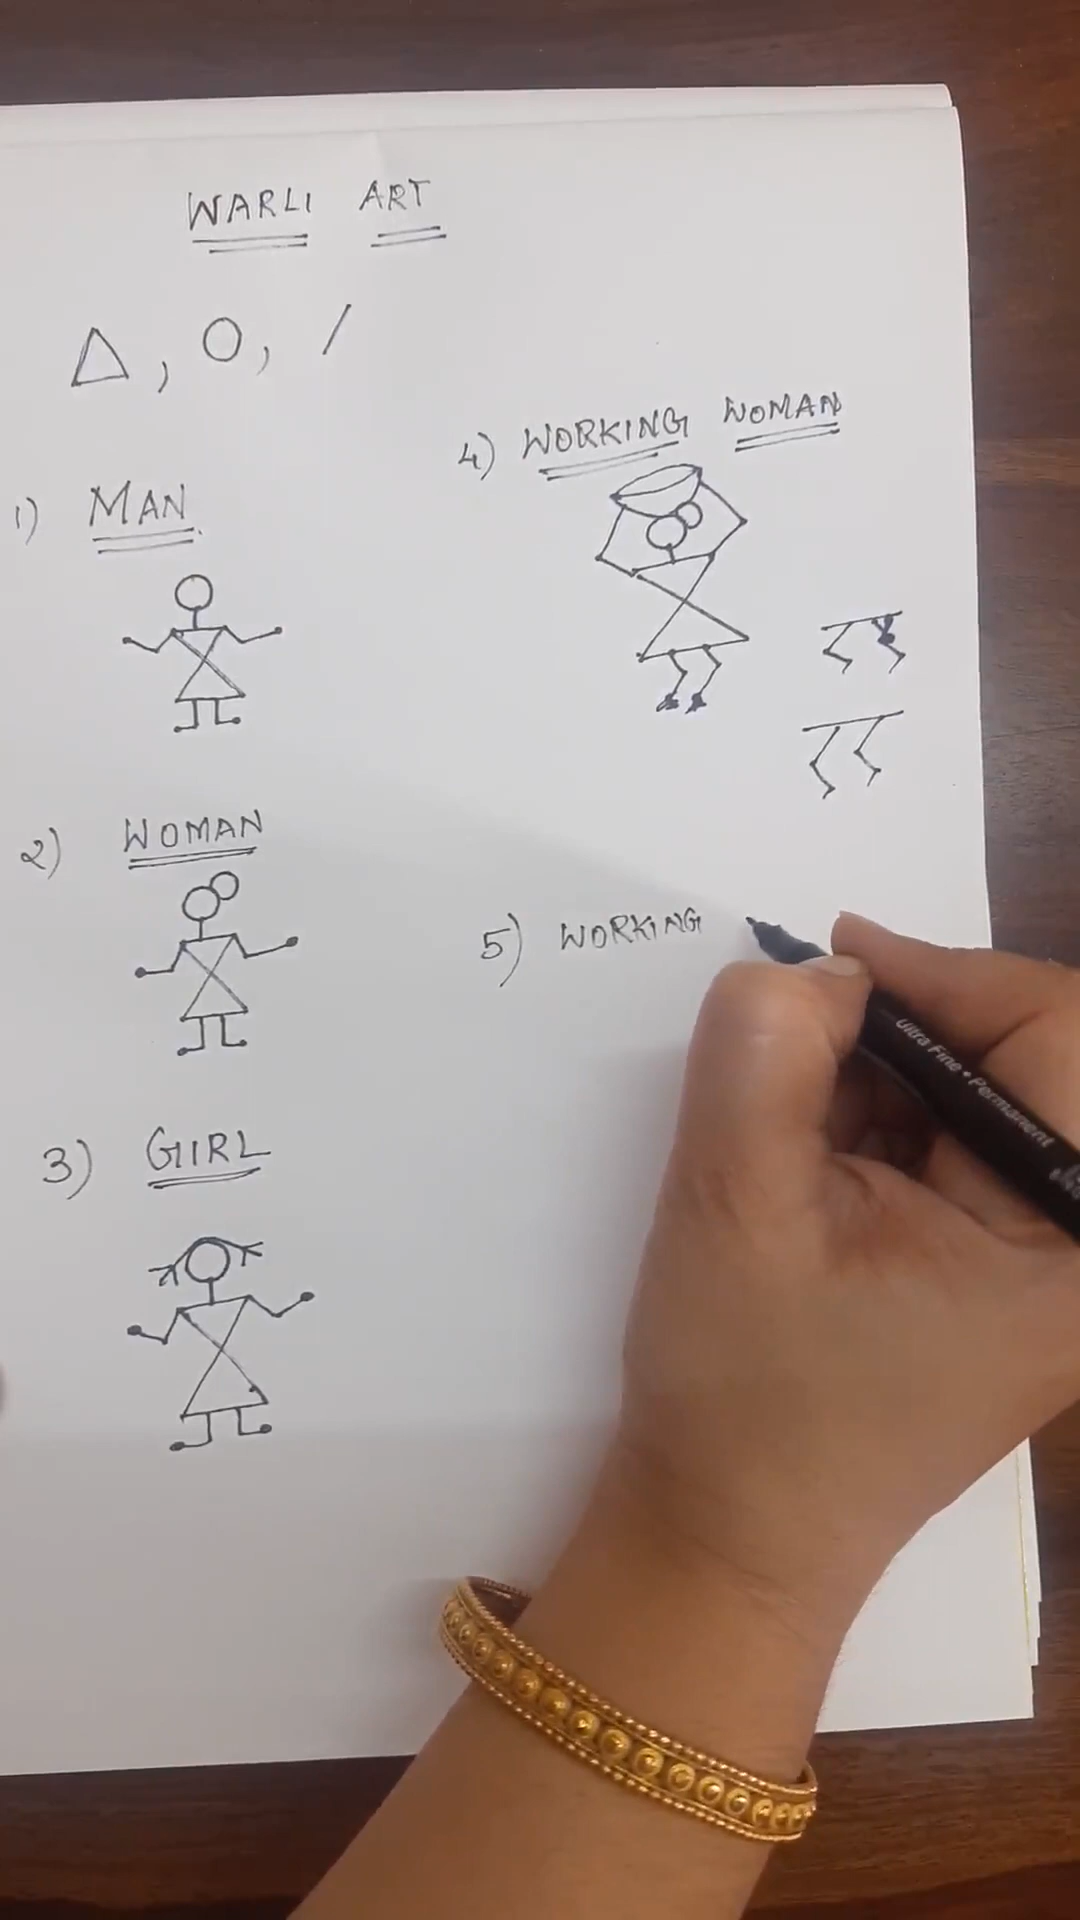 WARLI ART
1) MAN
2) WOMAN
3) GIRL
4) WORKING WOMAN
5) WORKING
Ultra Fine • Permanent